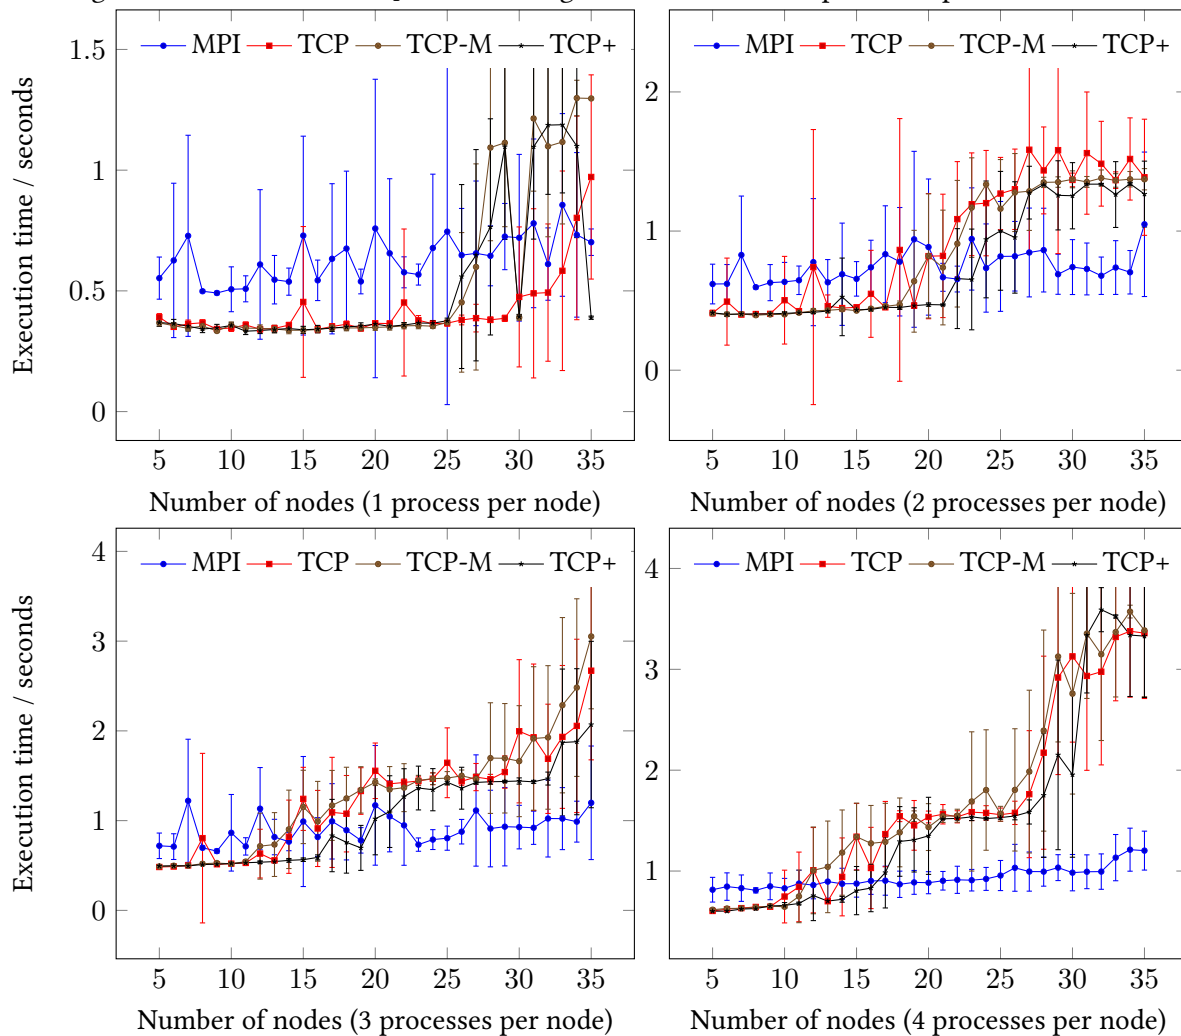 MPI TCP TCP-M TCP+
1.5
1
0.5
0
Execution time / seconds
5 10 15 20 25 30 35
Number of nodes (1 process per node)
MPI TCP TCP-M TCP+
2
1
0
5 10 15 20 25 30 35
Number of nodes (2 processes per node)
MPI TCP TCP-M TCP+
4
3
2
1
0
Execution time / seconds
5 10 15 20 25 30 35
Number of nodes (3 processes per node)
MPI TCP TCP-M TCP+
4
3
2
1
5 10 15 20 25 30 35
Number of nodes (4 processes per node)